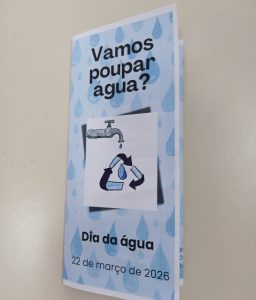 Vamos
poupar
água?
Dia da água
22 de março de 2026